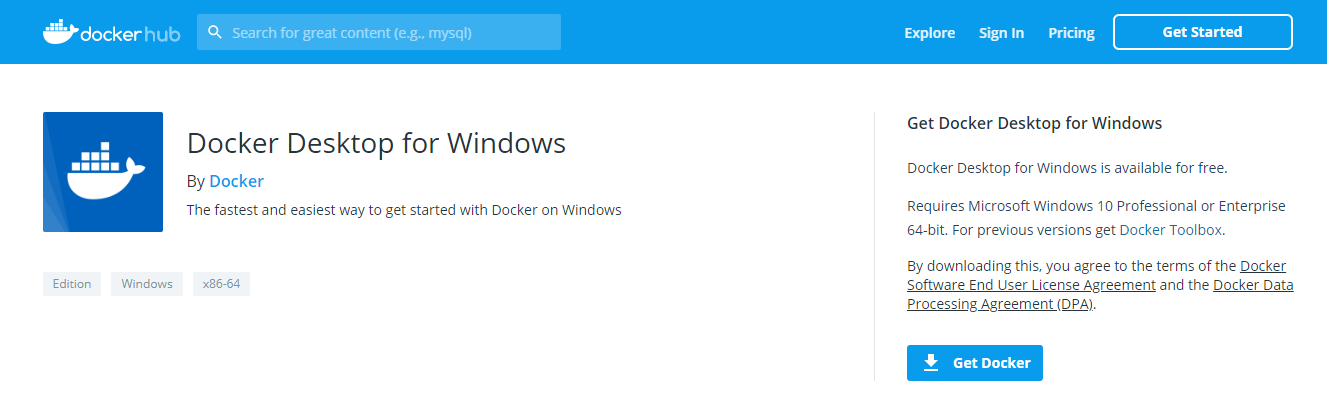 docker hub
Search for great content (e.g., mysql)
Explore
Sign In
Pricing
Get Started
Docker Desktop for Windows
By Docker
The fastest and easiest way to get started with Docker on Windows
Edition
Windows
x86-64
Get Docker Desktop for Windows
Docker Desktop for Windows is available for free.
Requires Microsoft Windows 10 Professional or Enterprise
64-bit. For previous versions get Docker Toolbox.
By downloading this, you agree to the terms of the Docker
Software End User License Agreement and the Docker Data
Processing Agreement (DPA).
Get Docker